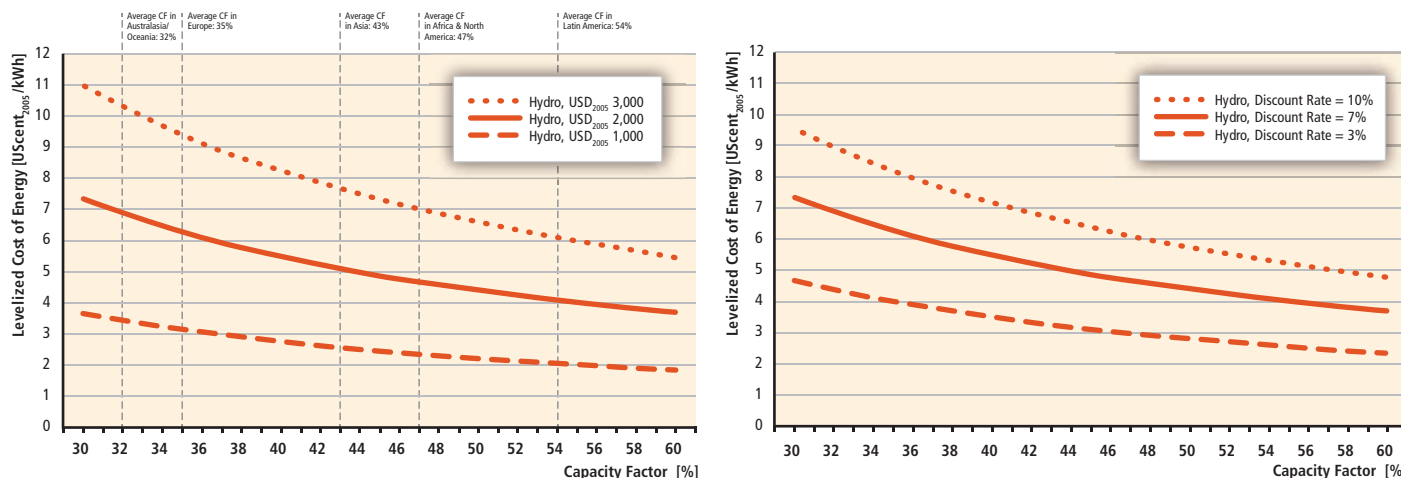 Average CF in
Australasia/
Oceania: 32%
Average CF in
Europe: 35%
Average CF
in Asia: 43%
Average CF
in Africa & North
America: 47%
Average CF in
Latin America: 54%
Levelized Cost of Energy [UScent2005/kWh]
12
11
10
9
8
7
6
5
4
3
2
1
0
Hydro, USD2005 3,000
Hydro, USD2005 2,000
Hydro, USD2005 1,000
30 32 34 36 38 40 42 44 46 48 50 52 54 56 58 60
Capacity Factor [%]
Levelized Cost of Energy [UScent2005/kWh]
12
11
10
9
8
7
6
5
4
3
2
1
0
Hydro, Discount Rate = 10%
Hydro, Discount Rate = 7%
Hydro, Discount Rate = 3%
30 32 34 36 38 40 42 44 46 48 50 52 54 56 58 60
Capacity Factor [%